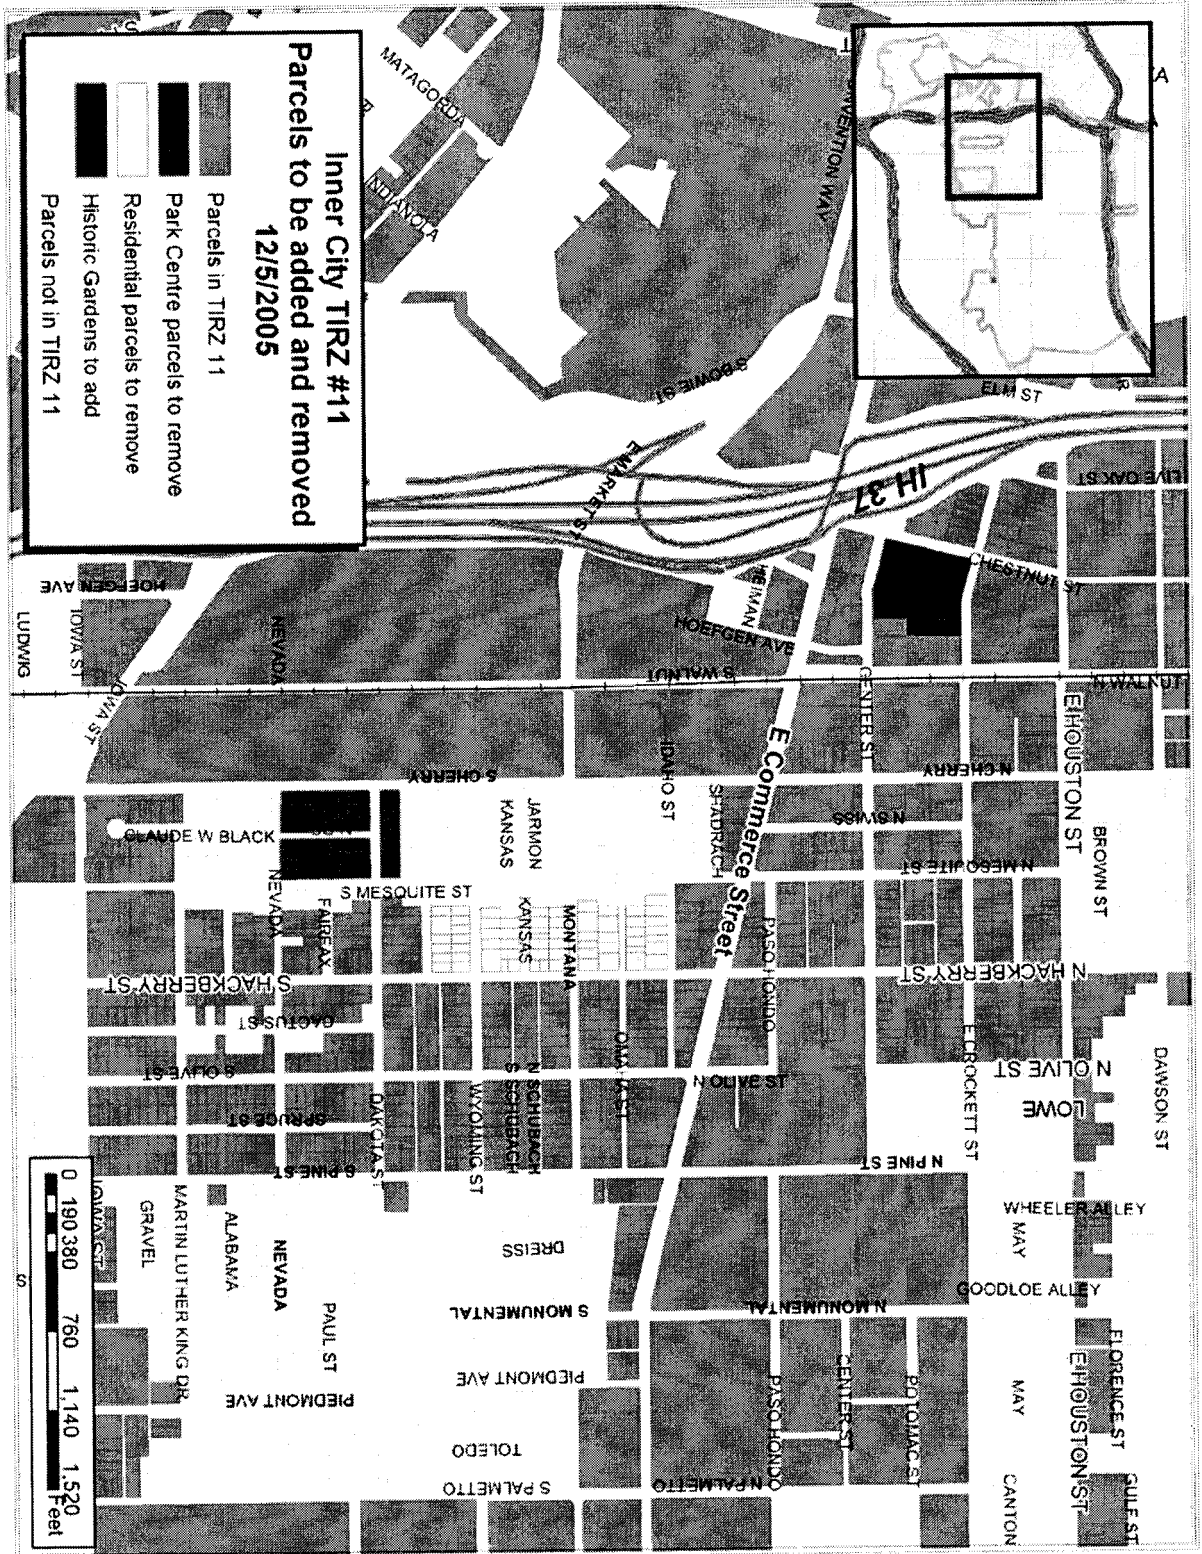 Inner City TIRZ #11
Parcels to be added and removed
12/5/2005
Parcels in TIRZ 11
Park Centre parcels to remove
Residential parcels to remove
Historic Gardens to add
Parcels not in TIRZ 11
MATAGORDA
S BOWIE ST
E MARKET ST
IH 37
ELM ST
LIVE OAK ST
CHESTNUT ST
HEIMAN
HOEFGEN AVE
HOEFGEN AVE
LUDWIG
IOWA ST
IOWA ST
NEVADA
S WALNUT
N WALNUT
CENTER ST
E Commerce Street
E HOUSTON ST
IDAHO ST
S CHERRY
N CHERRY
SHADRACH
N SWISS
JARMON
KANSAS
CLAUDE W BLACK
BROWN ST
N MESQUITE ST
S MESQUITE ST
NEVADA
FAIRFAX
KANSAS
MONTANA
PASO HONDO
S HACKBERRY ST
N HACKBERRY ST
CACTUS ST
OMAHA ST
E CROCKETT ST
N OLIVE ST
S OLIVE ST
N OLIVE ST
DAWSON ST
LOWE
SPRUCE ST
DAKOTA ST
WYOMING ST
S SCHUBACH
N SCHUBACH
S PINE ST
N PINE ST
IOWA ST
GRAVEL
MARTIN LUTHER KING DR
ALABAMA
NEVADA
PAUL ST
DREISS
WHEELER ALLEY
MAY
GOODLOE ALLEY
S MONUMENTAL
N MONUMENTAL
PIEDMONT AVE
PIEDMONT AVE
PASO HONDO
CENTER ST
POTOMAC ST
MAY
E HOUSTON ST
FLORENCE ST
TOLEDO
S PALMETTO
N PALMETTO
CANTON
GULF ST
0 190 380 760 1,140 1,520
Feet